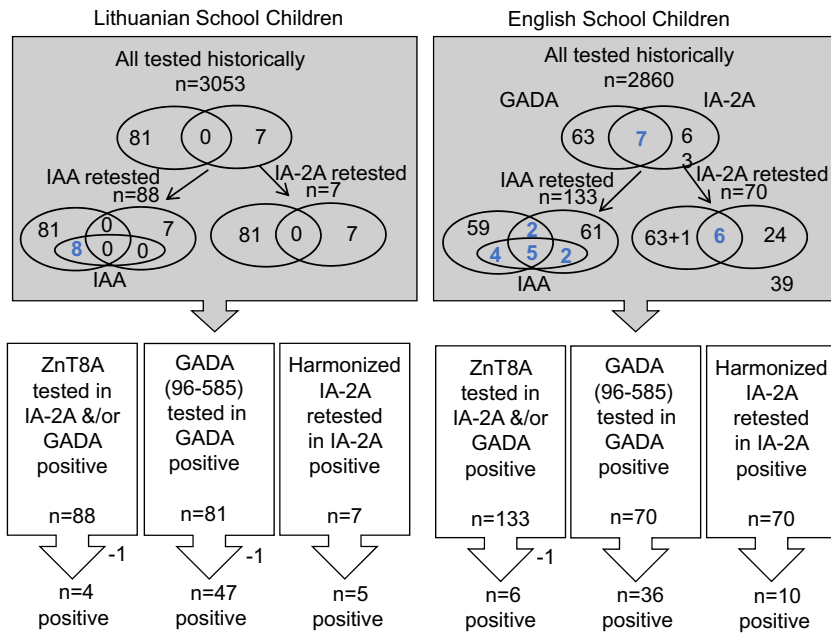 Lithuanian School Children
All tested historically
n=3053
81
0
7
IAA retested
n=88
IA-2A retested
n=7
81
0
7
8
0
0
IAA
81
0
7
ZnT8A
tested in
IA-2A &/or
GADA
positive
n=88
-1
n=4
positive
GADA
(96-585)
tested in
GADA
positive
n=81
-1
n=47
positive
Harmonized
IA-2A
retested
in IA-2A
positive
n=7
n=5
positive
English School Children
All tested historically
n=2860
GADA
IA-2A
63
7
6
3
IAA retested
n=133
IA-2A retested
n=70
59
2
61
4
5
2
IAA
63+1
6
24
39
ZnT8A
tested in
IA-2A &/or
GADA
positive
n=133
-1
n=6
positive
GADA
(96-585)
tested in
GADA
positive
n=70
n=36
positive
Harmonized
IA-2A
retested
in IA-2A
positive
n=70
n=10
positive